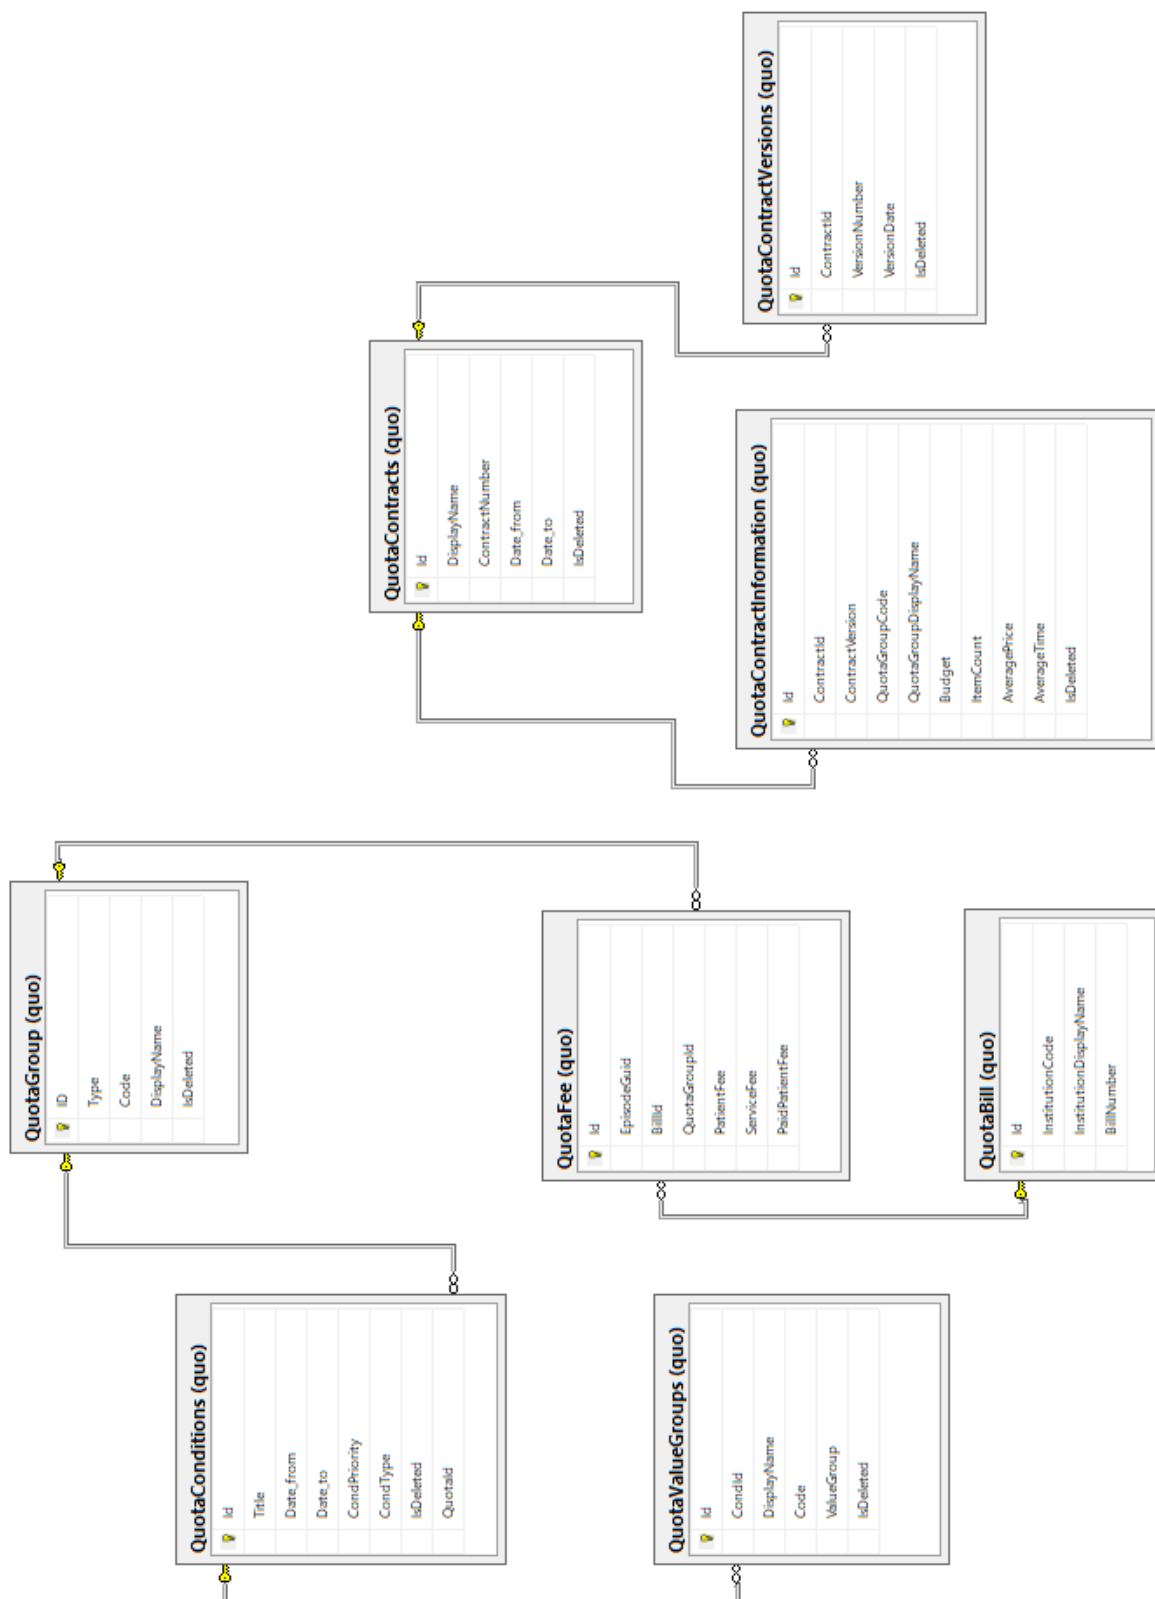 QuotaConditions (quo)
Id
Title
Date_from
Date_to
CondPriority
CondType
IsDeleted
QuotaId
QuotaGroup (quo)
ID
Type
Code
DisplayName
IsDeleted
QuotaContracts (quo)
Id
DisplayName
ContractNumber
Date_from
Date_to
IsDeleted
QuotaValueGroups (quo)
Id
CondId
DisplayName
Code
ValueGroup
IsDeleted
QuotaFee (quo)
Id
EpisodeGuid
BillId
QuotaGroupId
PatientFee
ServiceFee
PaidPatientFee
QuotaContractInformation (quo)
Id
ContractId
ContractVersion
QuotaGroupCode
QuotaGroupDisplayName
Budget
ItemCount
AveragePrice
AverageTime
IsDeleted
QuotaContractVersions (quo)
Id
ContractId
VersionNumber
VersionDate
IsDeleted
QuotaBill (quo)
Id
InstitutionCode
InstitutionDisplayName
BillNumber